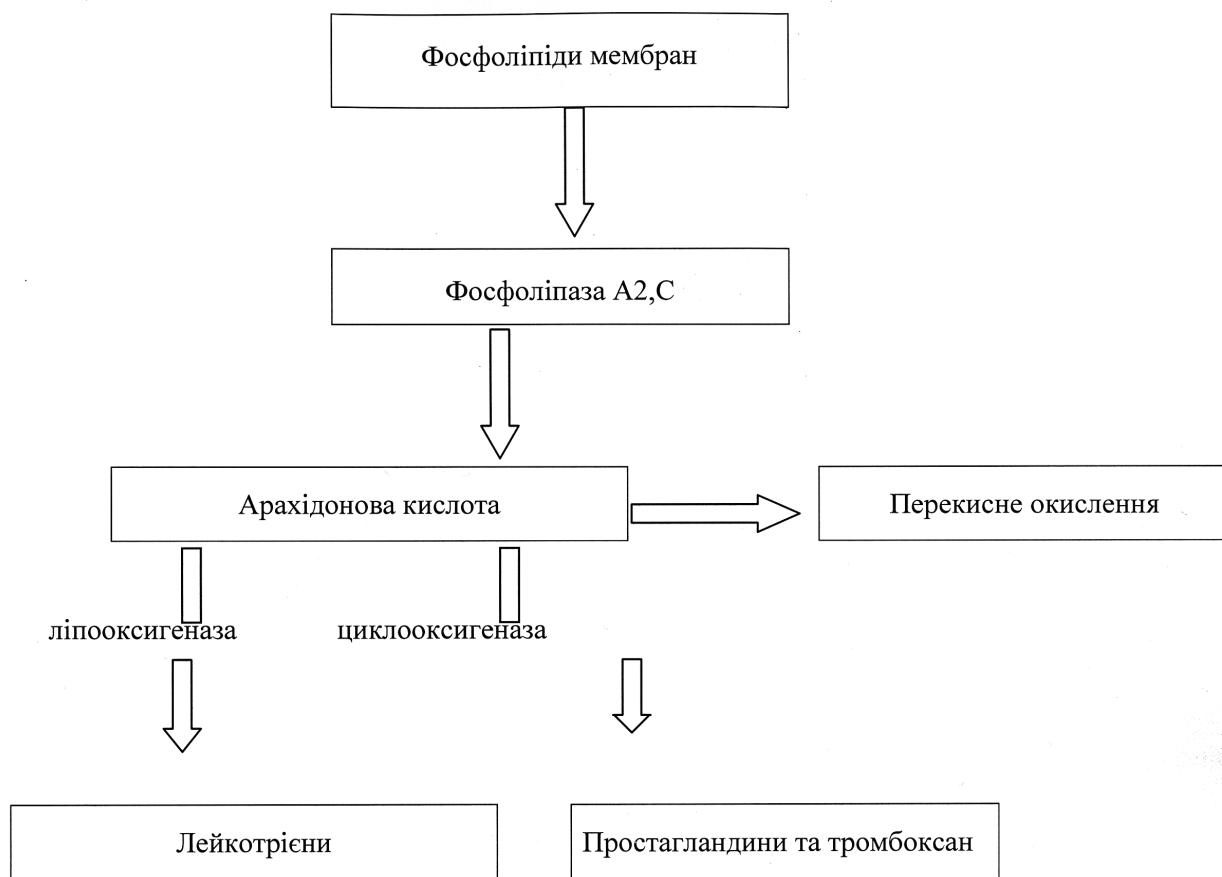 Фосфоліпіди мембран
Фосфоліпаза А2,С
Арахідонова кислота
Перекисне окислення
ліпооксигеназа
циклооксигеназа
Лейкотрієни
Простагландини та тромбоксан